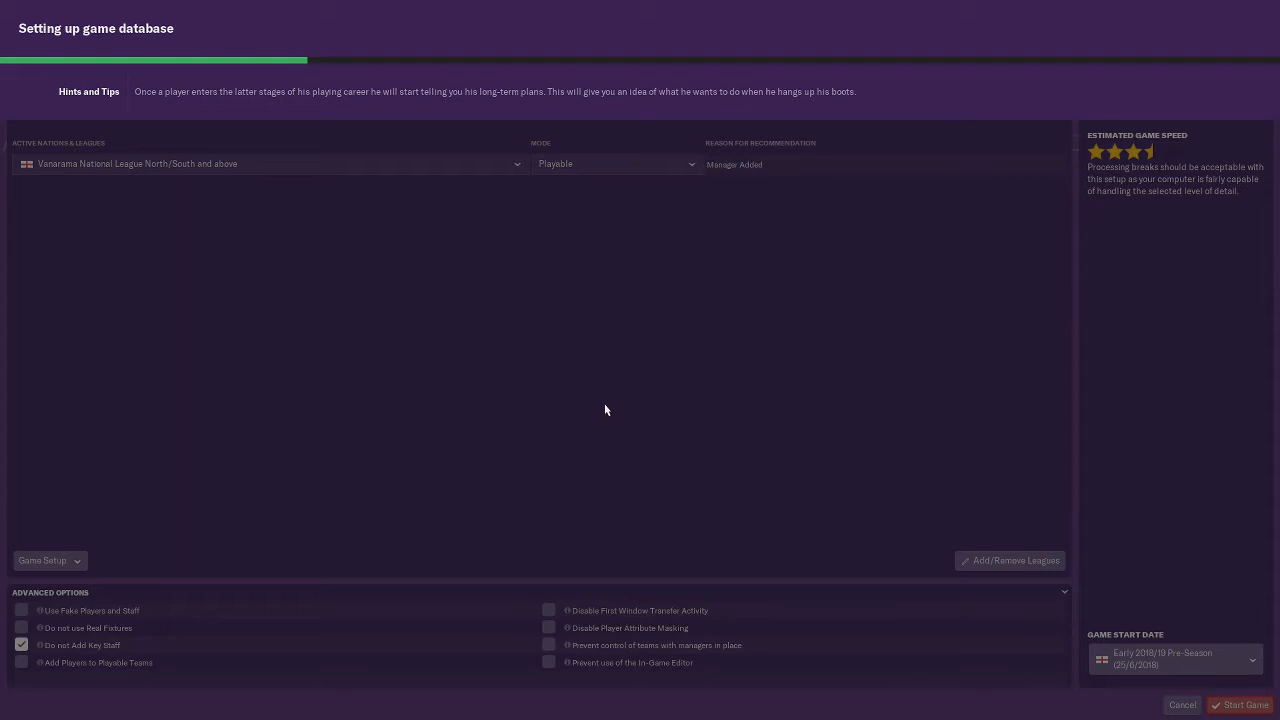 Setting up game database
Hints and Tips
Once a player enters the latter stages of his playing career he will start telling you his long-term plans. This will give you an idea of what he wants to do when he hangs up his boots.
ACTIVE NATIONS & LEAGUES
MODE
REASON FOR RECOMMENDATION
Vanarama National League North/South and above
Playable
Manager Added
ESTIMATED GAME SPEED
Processing breaks should be acceptable with
this setup as your computer is fairly capable
of handling the selected level of detail.
Game Setup
Add/Remove Leagues
ADVANCED OPTIONS
Use Fake Players and Staff
Do not use Real Fixtures
Do not Add Key Staff
Add Players to Playable Teams
Disable First Window Transfer Activity
Disable Player Attribute Masking
Prevent control of teams with managers in place
Prevent use of the In-Game Editor
GAME START DATE
Early 2018/19 Pre-Season
(25/6/2018)
Cancel
Start Game